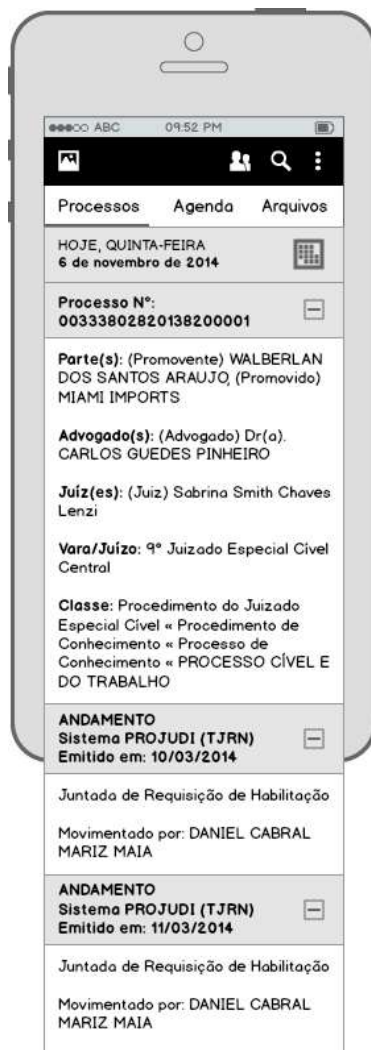 ABC 09:52 PM
Processos Agenda Arquivos
HOJE, QUINTA-FEIRA
6 de novembro de 2014
Processo Nº:
00333802820138200001
Parte(s): (Promovente) WALBERLAN
DOS SANTOS ARAUJO, (Promovido)
MIAMI IMPORTS
Advogado(s): (Advogado) Dr(a).
CARLOS GUEDES PINHEIRO
Juíz(es): (Juiz) Sabrina Smith Chaves
Lenzi
Vara/Juízo: 9º Juizado Especial Cível
Central
Classe: Procedimento do Juizado
Especial Cível « Procedimento de
Conhecimento « Processo de
Conhecimento « PROCESSO CÍVEL E
DO TRABALHO
ANDAMENTO
Sistema PROJUDI (TJRN)
Emitido em: 10/03/2014
Juntada de Requisição de Habilitação
Movimentado por: DANIEL CABRAL
MARIZ MAIA
ANDAMENTO
Sistema PROJUDI (TJRN)
Emitido em: 11/03/2014
Juntada de Requisição de Habilitação
Movimentado por: DANIEL CABRAL
MARIZ MAIA